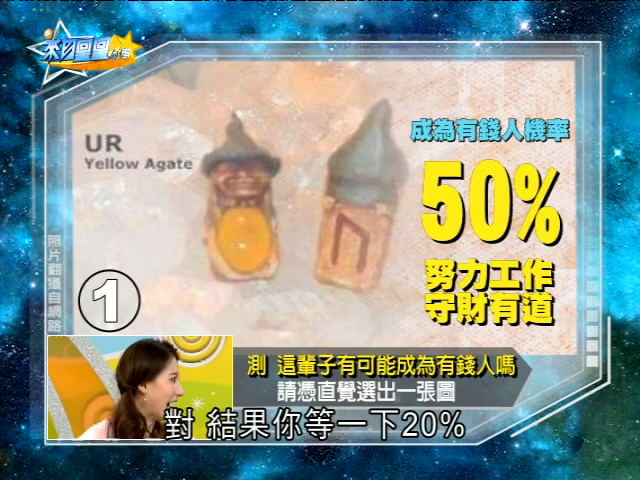 UR
Yellow Agate
成為有錢人機率
50%
努力工作
守財有道
照片翻攝自網路
1
測 這輩子有可能成為有錢人嗎
請憑直覺選出一張圖
對 結果你等一下20%